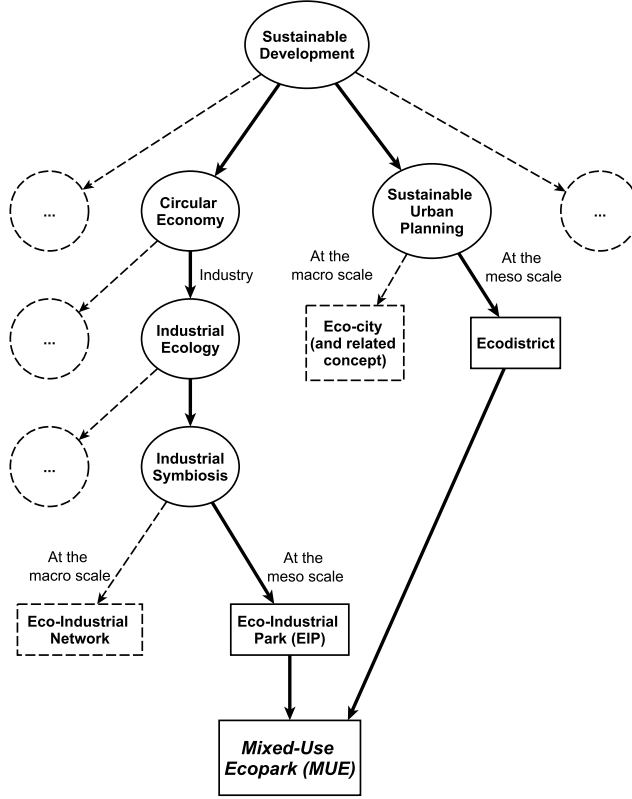 Sustainable
Development
...
Circular
Economy
Sustainable
Urban
Planning
...
Industry
At the
macro scale
At the
meso scale
...
Industrial
Ecology
Eco-city
(and related
concept)
Ecodistrict
...
Industrial
Symbiosis
At the
macro scale
At the
meso scale
Eco-Industrial
Network
Eco-Industrial
Park (EIP)
Mixed-Use
Ecopark (MUE)